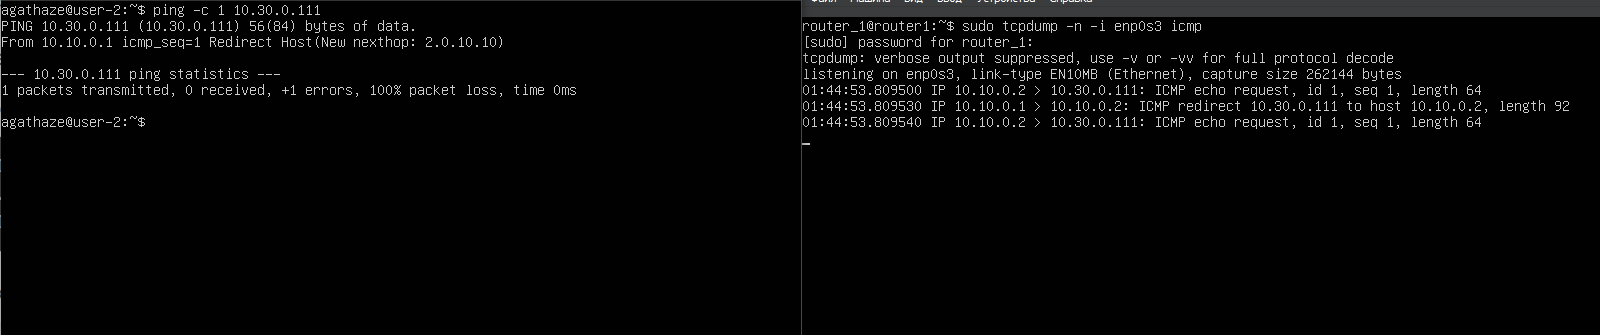 agathaze@user-2:~$ ping -c 1 10.30.0.111
PING 10.30.0.111 (10.30.0.111) 56(84) bytes of data.
From 10.10.0.1 icmp_seq=1 Redirect Host(New nexthop: 2.0.10.10)
--- 10.30.0.111 ping statistics ---
1 packets transmitted, 0 received, +1 errors, 100% packet loss, time 0ms
agathaze@user-2:~$
router_1@router1:~$ sudo tcpdump -n -i enp0s3 icmp
[sudo] password for router_1:
tcpdump: verbose output suppressed, use -v or -vv for full protocol decode
listening on enp0s3, link-type EN10MB (Ethernet), capture size 262144 bytes
01:44:53.809500 IP 10.10.0.2 > 10.30.0.111: ICMP echo request, id 1, seq 1, length 64
01:44:53.809530 IP 10.10.0.1 > 10.10.0.2: ICMP redirect 10.30.0.111 to host 10.10.0.2, length 92
01:44:53.809540 IP 10.10.0.2 > 10.30.0.111: ICMP echo request, id 1, seq 1, length 64